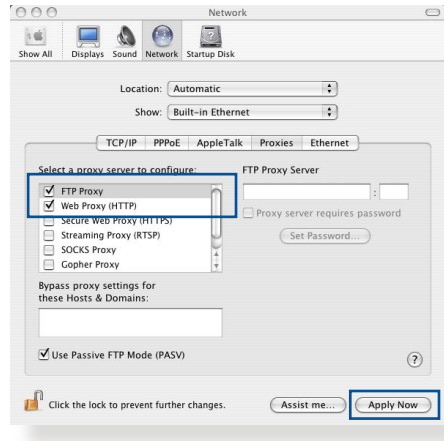 Network
Show All Displays Sound Network Startup Disk
Location: Automatic
Show: Built-in Ethernet
TCP/IP PPPoE AppleTalk Proxies Ethernet
Select a proxy server to configure: FTP Proxy Server
FTP Proxy :
Web Proxy (HTTP) Proxy server requires password
Secure Web Proxy (HTTPS)
Streaming Proxy (RTSP) Set Password...
SOCKS Proxy
Gopher Proxy
Bypass proxy settings for
these Hosts & Domains:
Use Passive FTP Mode (PASV) ?
Click the lock to prevent further changes. Assist me... Apply Now